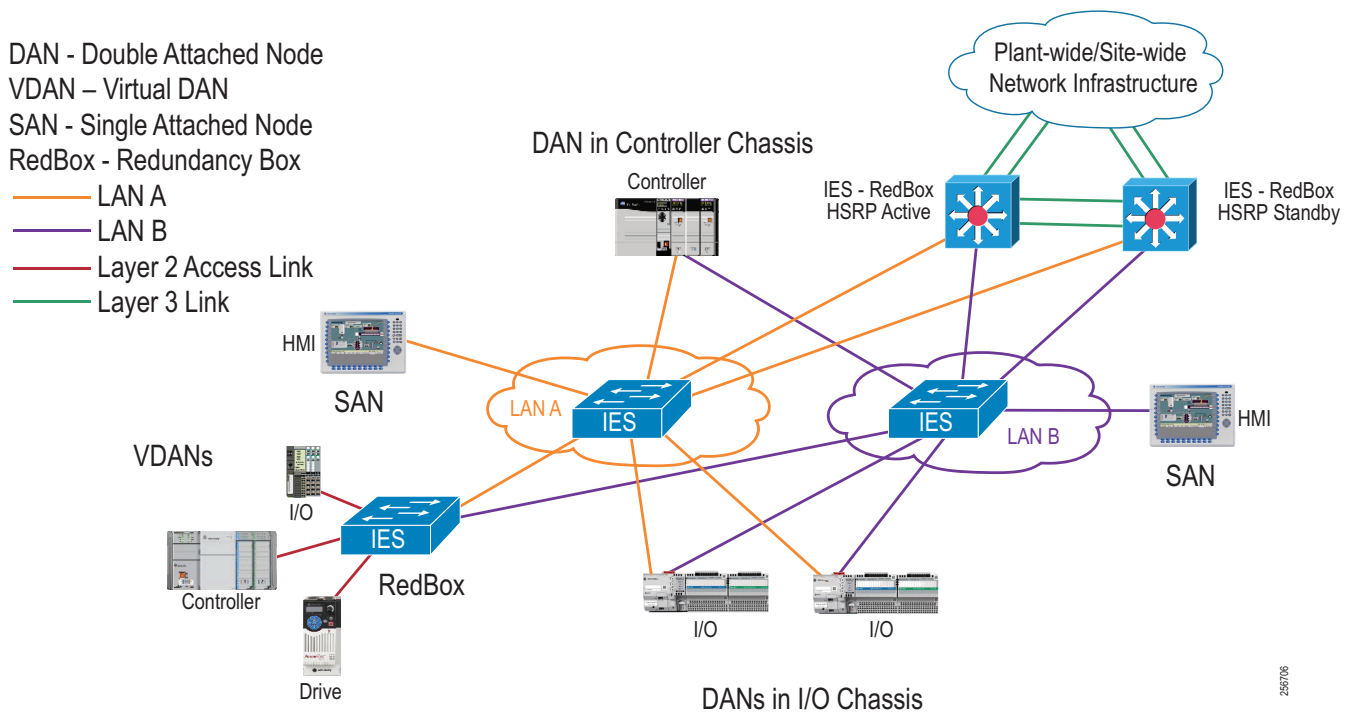 DAN - Double Attached Node
VDAN – Virtual DAN
SAN - Single Attached Node
RedBox - Redundancy Box
LAN A
LAN B
Layer 2 Access Link
Layer 3 Link
Plant-wide/Site-wide
Network Infrastructure
DAN in Controller Chassis
Controller
IES - RedBox
HSRP Active
IES - RedBox
HSRP Standby
HMI
SAN
LAN A
IES
IES
LAN B
HMI
SAN
VDANs
I/O
IES
RedBox
Controller
Drive
I/O
I/O
DANs in I/O Chassis
256706